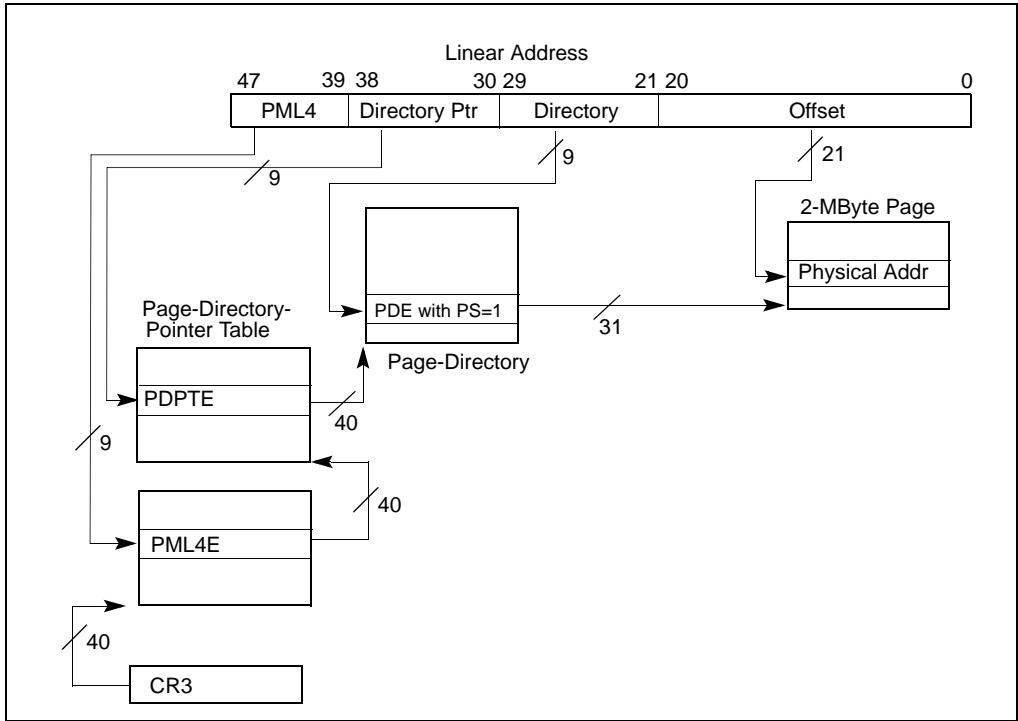 Linear Address
47 39 38 30 29 21 20 0
PML4 Directory Ptr Directory Offset
9
9
21
2-MByte Page
Physical Addr
PDE with PS=1
31
Page-Directory-
Pointer Table
Page-Directory
PDPTE
40
9
40
PML4E
40
CR3